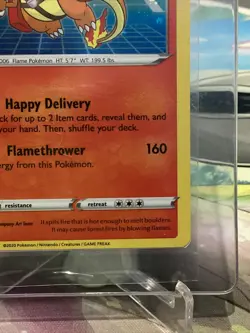 006 Flame Pokémon HT: 5'7" WT: 199.5 lbs.
Happy Delivery
k for up to 2 Item cards, reveal them, and
your hand. Then, shuffle your deck.
Flamethrower 160
ergy from this Pokémon.
resistance retreat
mpany Art Team
It spits fire that is hot enough to melt boulders.
It may cause forest fires by blowing flames.
©2020 Pokémon / Nintendo / Creatures / GAME FREAK